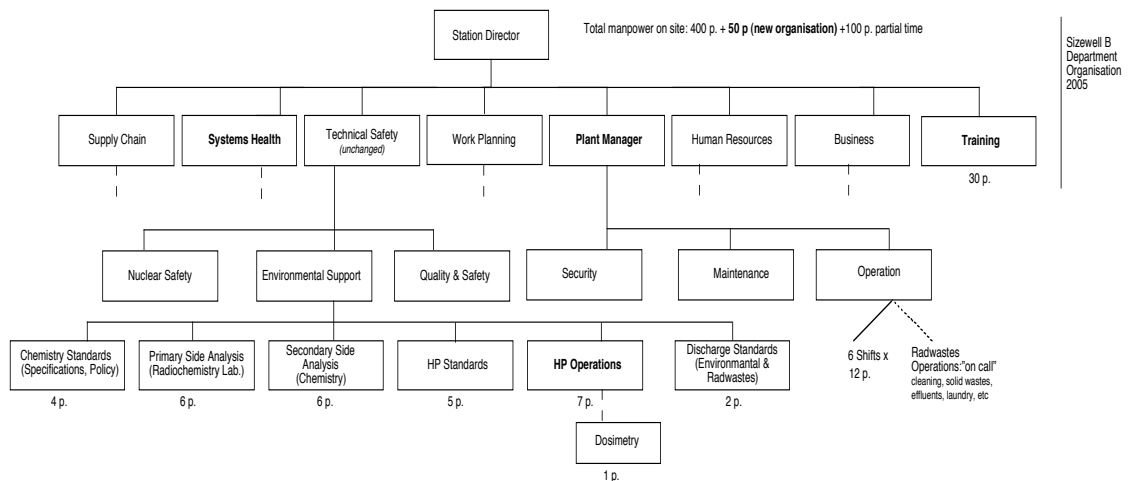 Station Director
Total manpower on site: 400 p. + 50 p (new organisation) +100 p. partial time
Sizewell B
Department
Organisation
2005
Supply Chain
Systems Health
Technical Safety
(unchanged)
Work Planning
Plant Manager
Human Resources
Business
Training
30 p.
Nuclear Safety
Environmental Support
Quality & Safety
Security
Maintenance
Operation
Chemistry Standards
(Specifications, Policy)
4 p.
Primary Side Analysis
(Radiochemistry Lab.)
6 p.
Secondary Side
Analysis
(Chemistry)
6 p.
HP Standards
5 p.
HP Operations
7 p.
Discharge Standards
(Environmantal &
Radwastes)
2 p.
6 Shifts x
12 p.
Radwastes
Operations:"on call"
cleaning, solid wastes,
effluents, laundry, etc
Dosimetry
1 p.